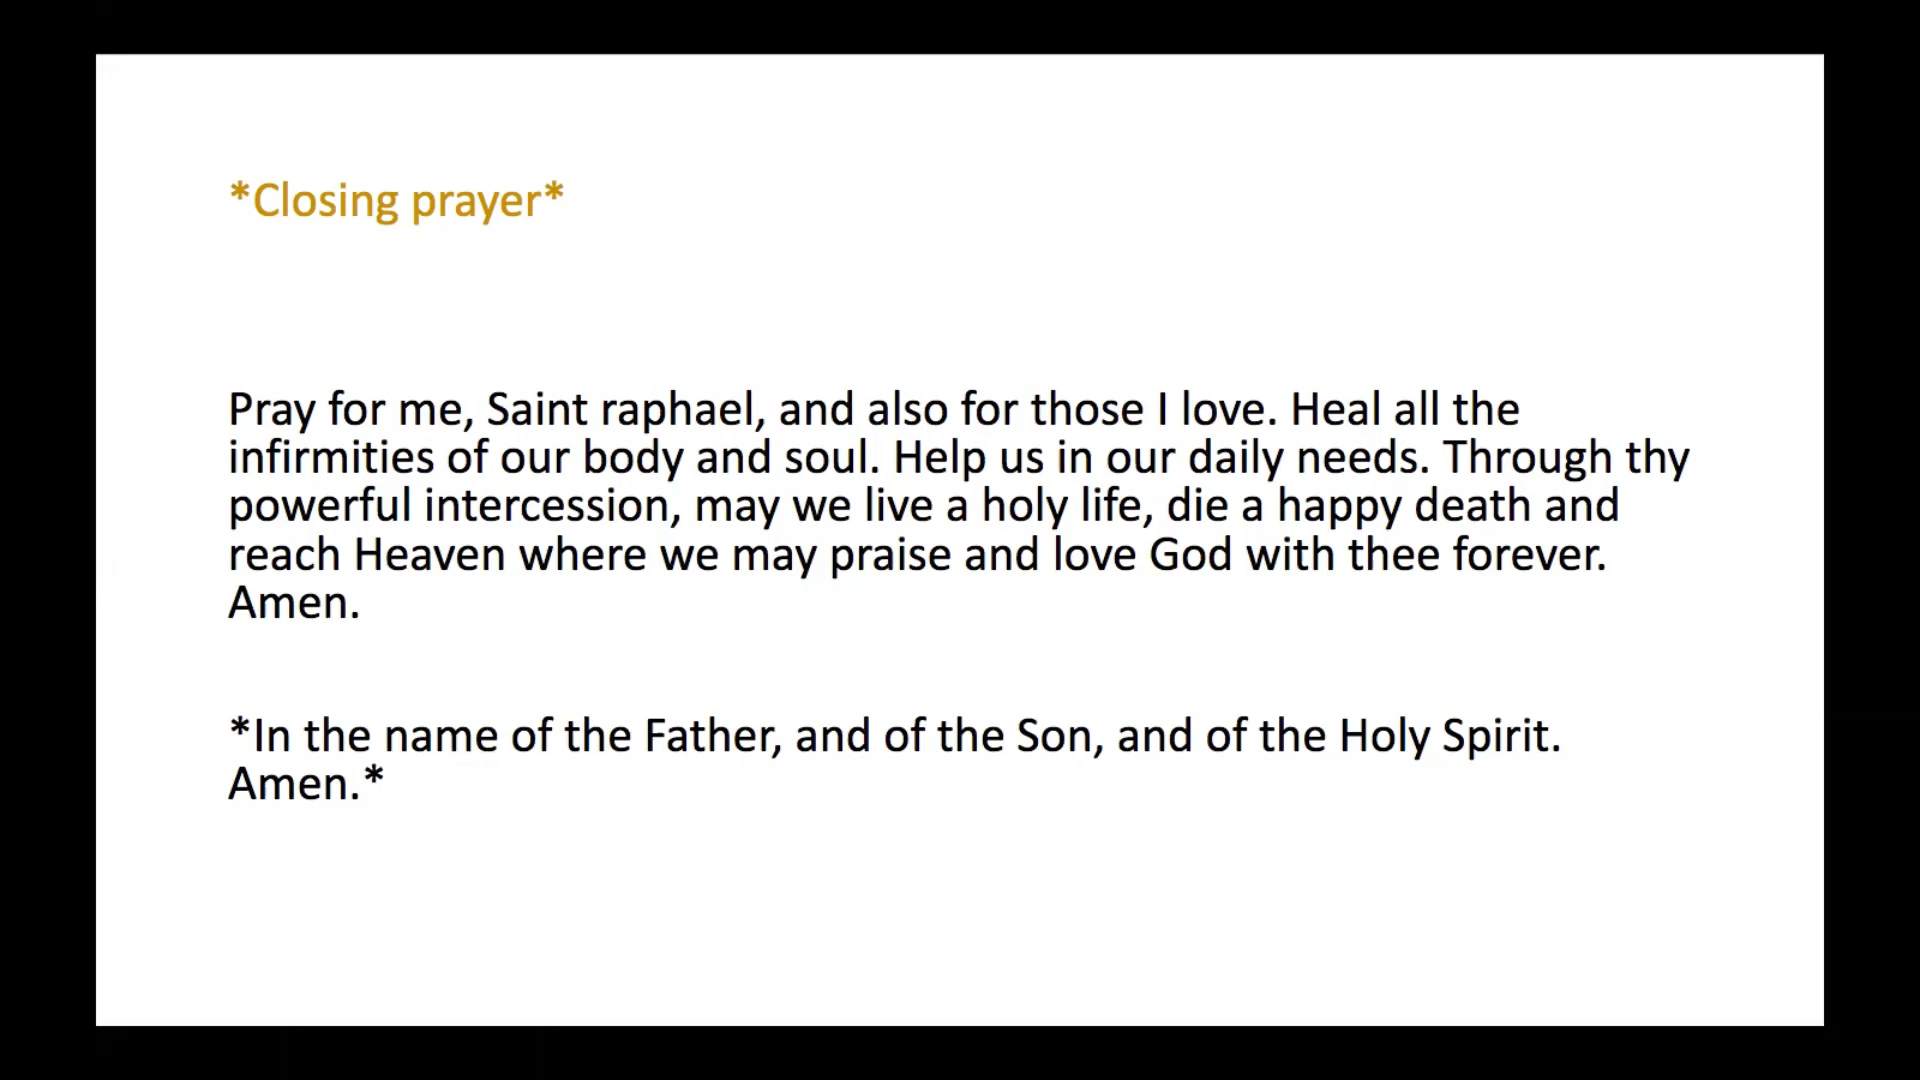 *Closing prayer*
Pray for me, Saint raphael, and also for those I love. Heal all the
infirmities of our body and soul. Help us in our daily needs. Through thy
powerful intercession, may we live a holy life, die a happy death and
reach Heaven where we may praise and love God with thee forever.
Amen.
*In the name of the Father, and of the Son, and of the Holy Spirit.
Amen.*